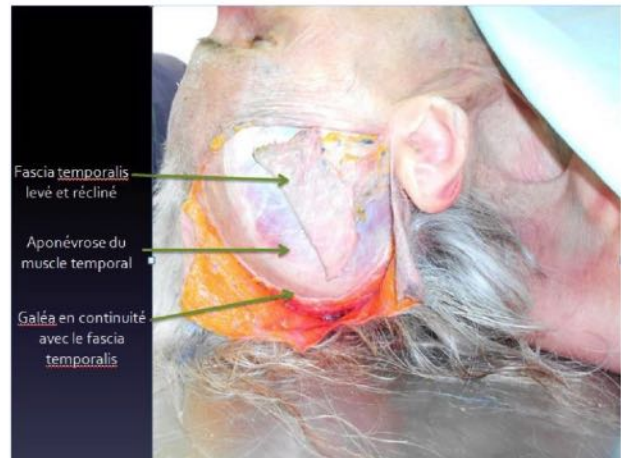 Fascia temporalis
levé et récliné
Aponévrose du
muscle temporal
Galéa en continuité
avec le fascia
temporalis